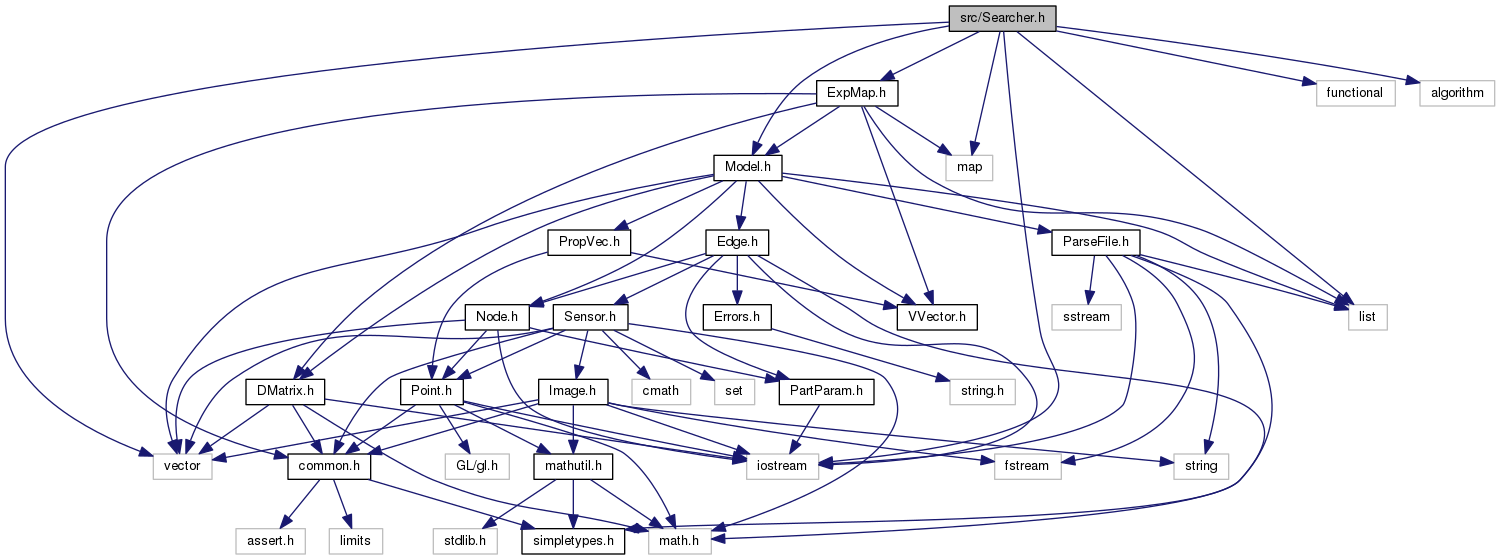 src/Searcher.h
ExpMap.h
functional
algorithm
Model.h
map
PropVec.h
Edge.h
ParseFile.h
Node.h
Sensor.h
Errors.h
VVector.h
sstream
list
DMatrix.h
Point.h
Image.h
cmath
set
PartParam.h
string.h
vector
common.h
GL/gl.h
mathutil.h
iostream
fstream
string
assert.h
limits
stdlib.h
simpletypes.h
math.h